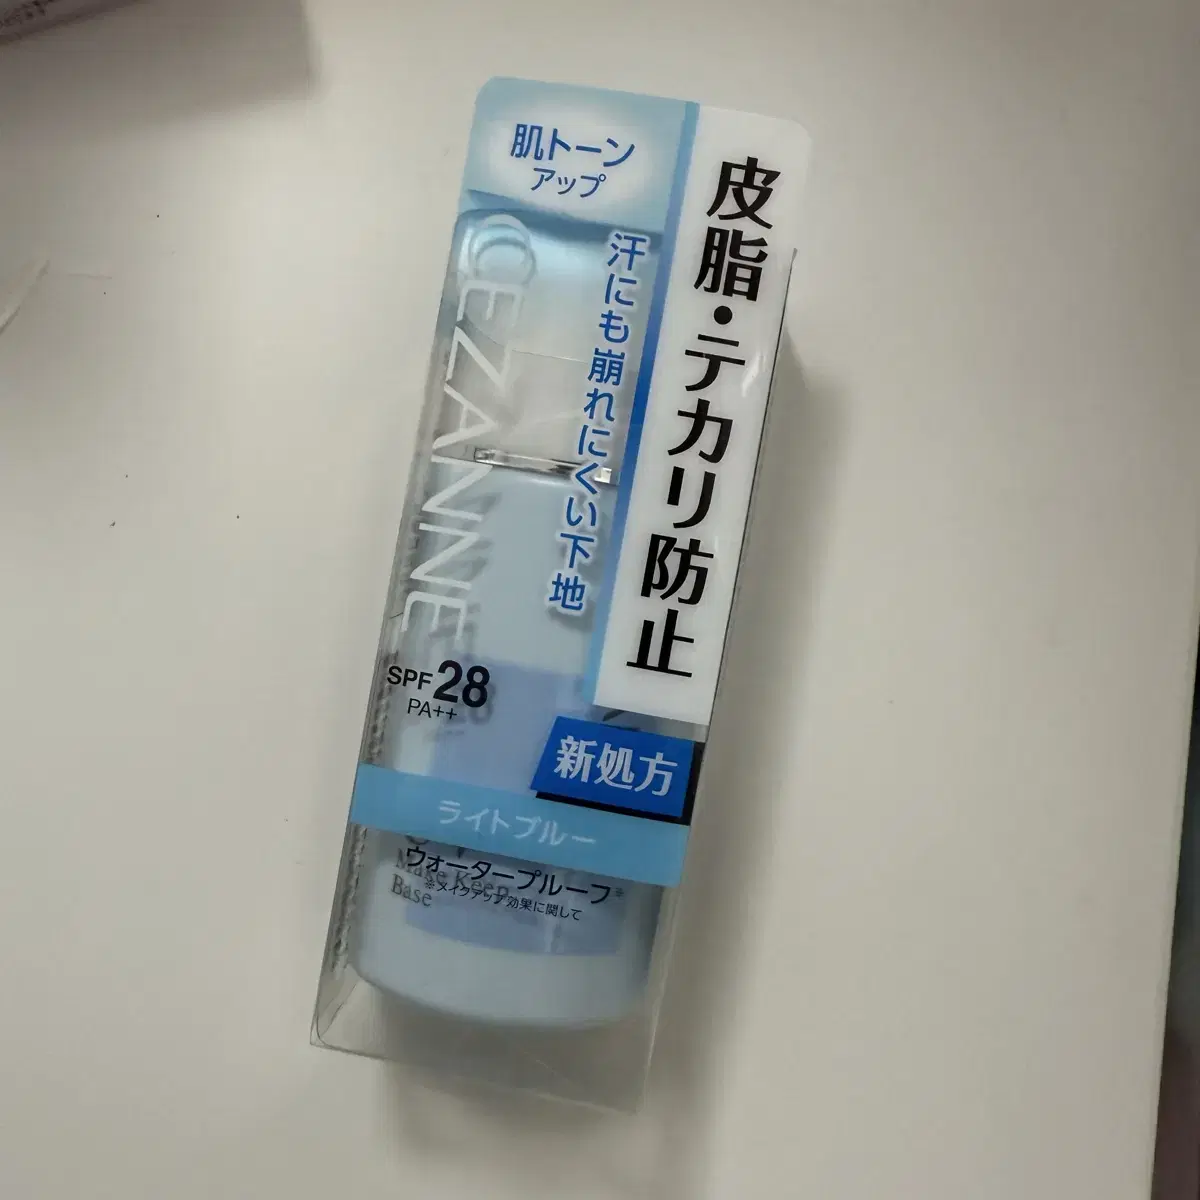 肌トーン
アップ
皮脂・テカリ防止
汗にも崩れにくい下地
CEZANNE
SPF28
PA++
新処方
ライトブルー
ウォータープルーフ※
※メイクアップ効果に関して
Make Keep
Base